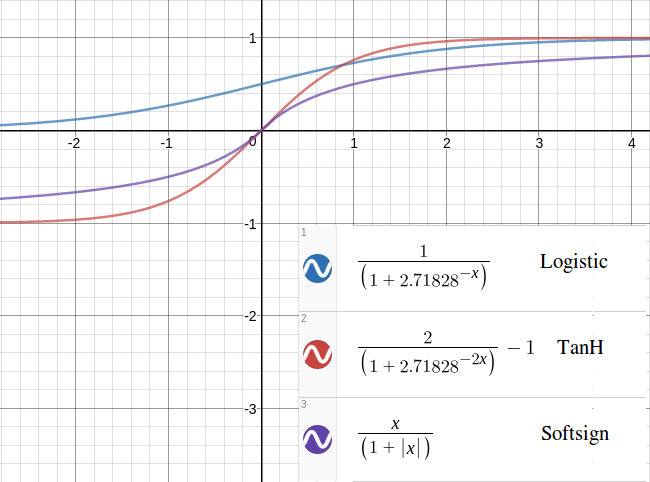 1
-2 -1 0 1 2 3 4
-1
-2
-3
1
1 / (1 + 2.71828^{-x}) Logistic
2
2 / (1 + 2.71828^{-2x}) − 1 TanH
3
x / (1 + |x|) Softsign